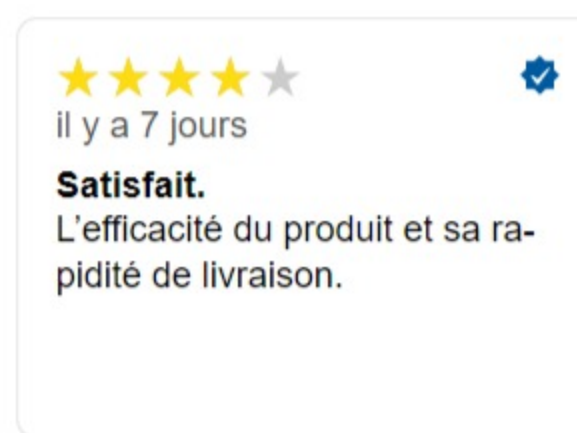 il y a 7 jours
Satisfait.
L’efficacité du produit et sa ra-
pidité de livraison.